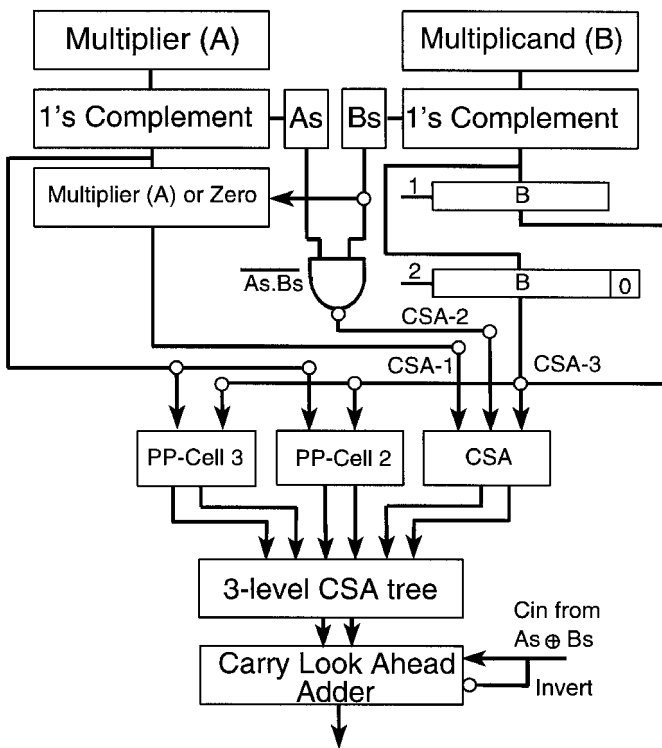 Multiplier (A)
Multiplicand (B)
1's Complement
As
Bs
1's Complement
Multiplier (A) or Zero
1
B
2
B
0
As.Bs
CSA-2
CSA-1
CSA-3
PP-Cell 3
PP-Cell 2
CSA
3-level CSA tree
Cin from
As ⊕ Bs
Carry Look Ahead
Adder
Invert